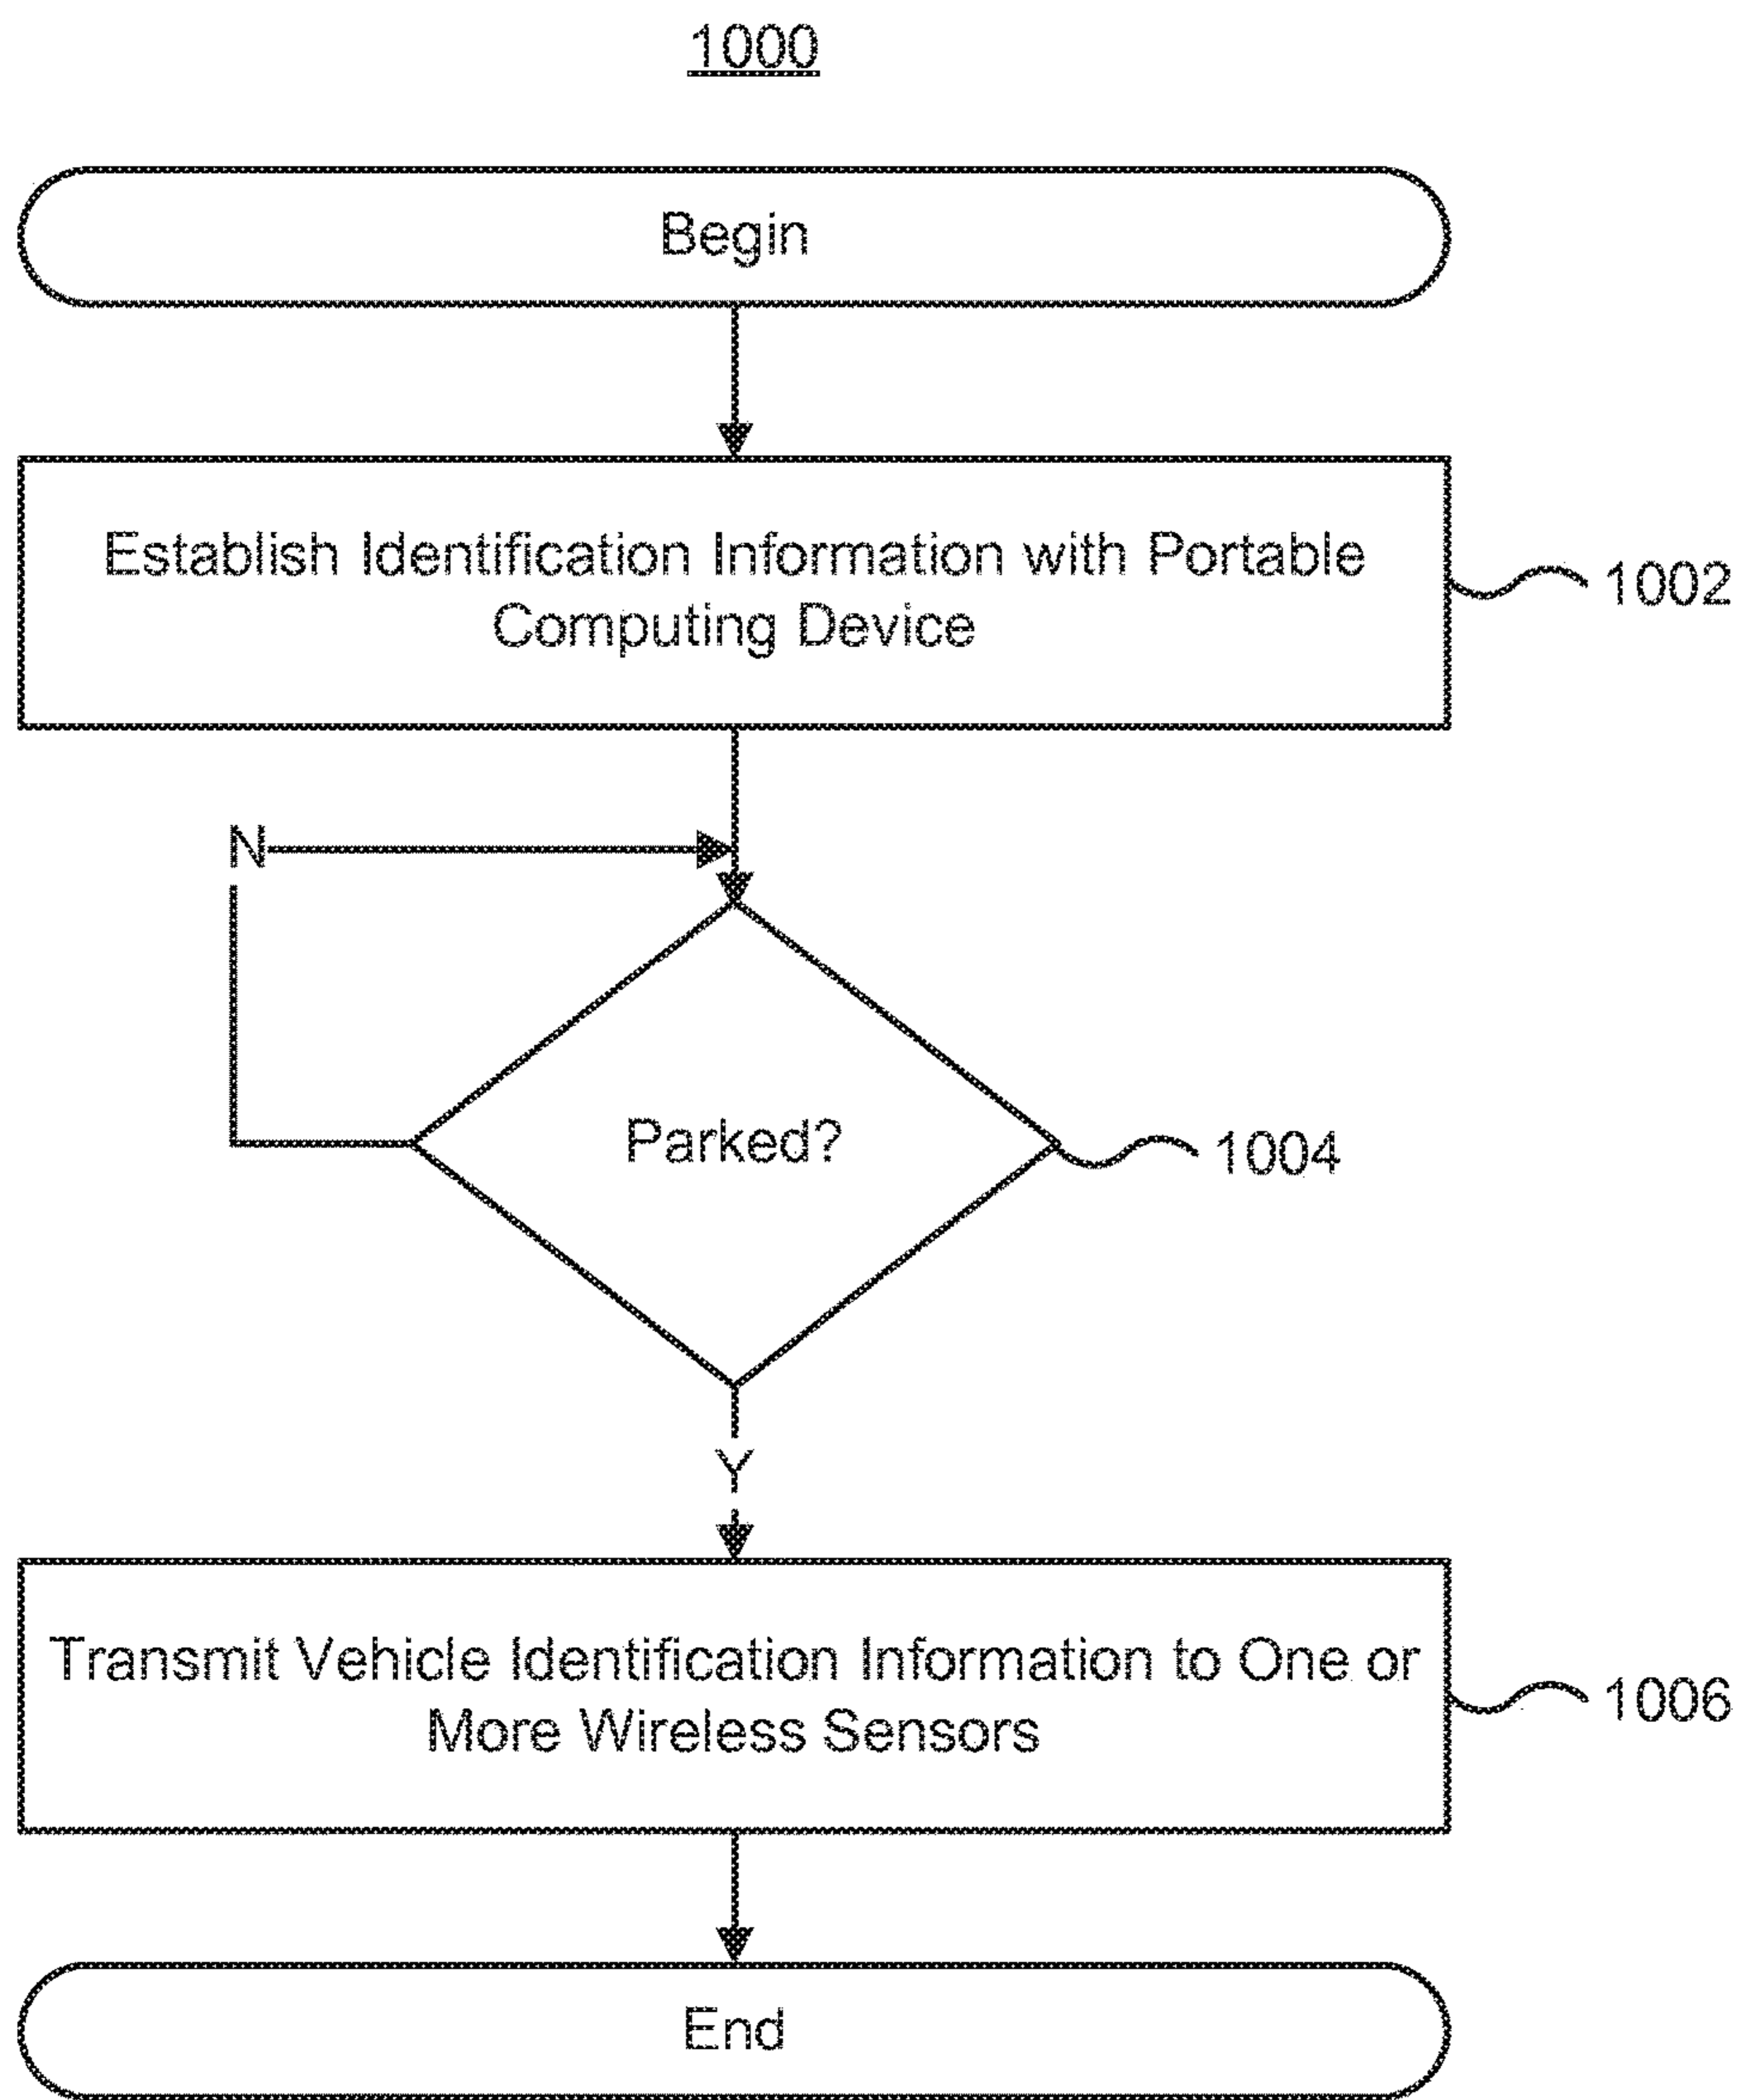 1000
Begin
Establish Identification Information with Portable
Computing Device
1002
N
Parked?
1004
Y
Transmit Vehicle Identification Information to One or
More Wireless Sensors
1006
End